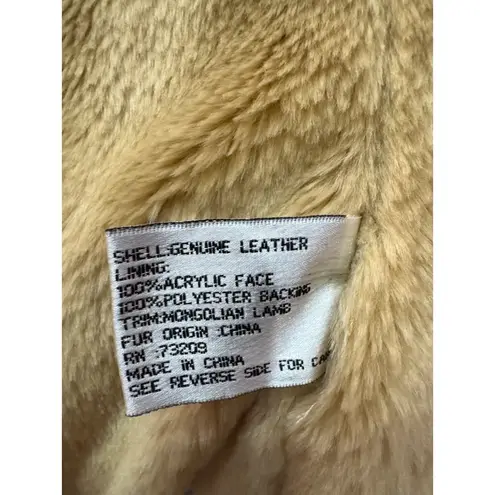 SHELL:GENUINE LEATHER
LINING:
100%ACRYLIC FACE
100%POLYESTER BACKING
TRIM:MONGOLIAN LAMB
FUR ORIGIN :CHINA
RN :73209
MADE IN CHINA
SEE REVERSE SIDE FOR